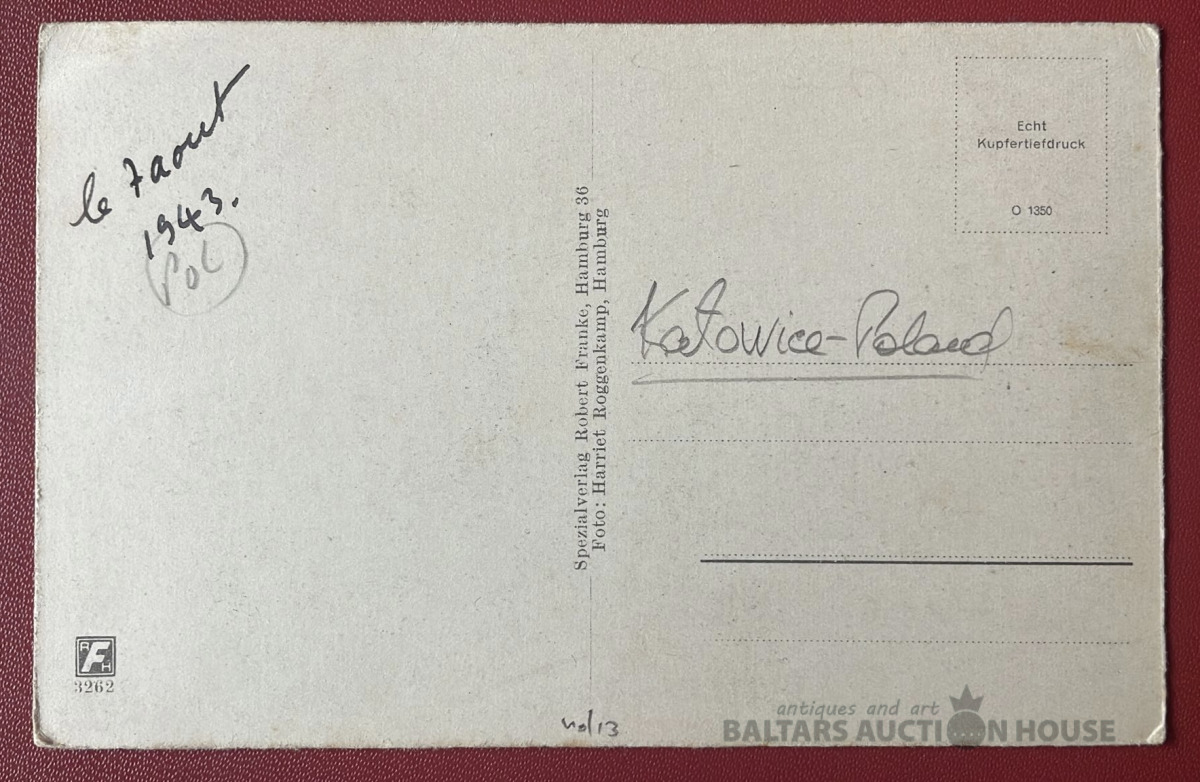 le 7 aout
1943.
Pol
Spezialverlag Robert Franke, Hamburg 36
Foto: Harriet Roggenkamp, Hamburg
Echt
Kupfertiefdruck
O 1350
Katowice-Poland
RFH
3262
antiques and art
BALTARS AUCTION HOUSE